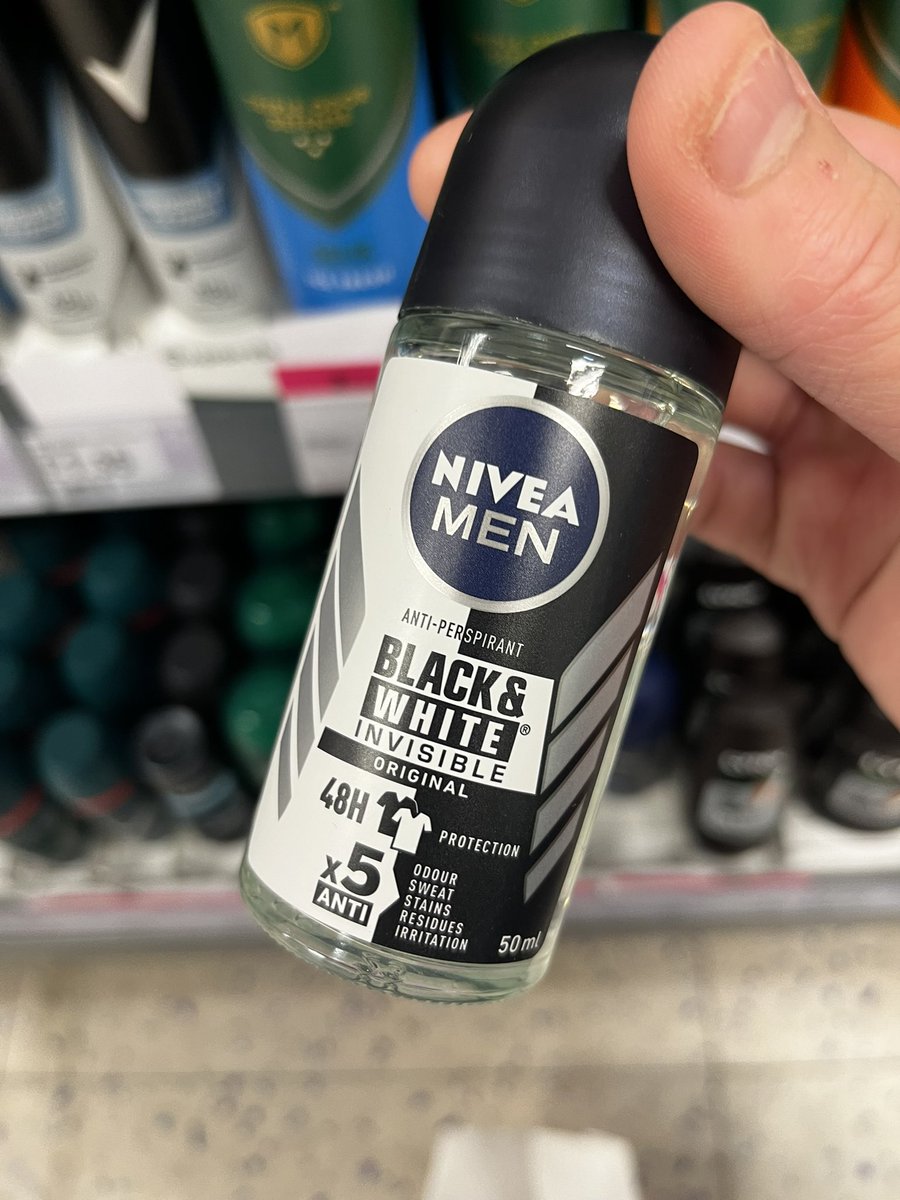 NIVEA
MEN
ANTI-PERSPIRANT
BLACK&
WHITE®
INVISIBLE
ORIGINAL
48H
PROTECTION
x5
ANTI
ODOUR
SWEAT
STAINS
RESIDUES
IRRITATION
50ml